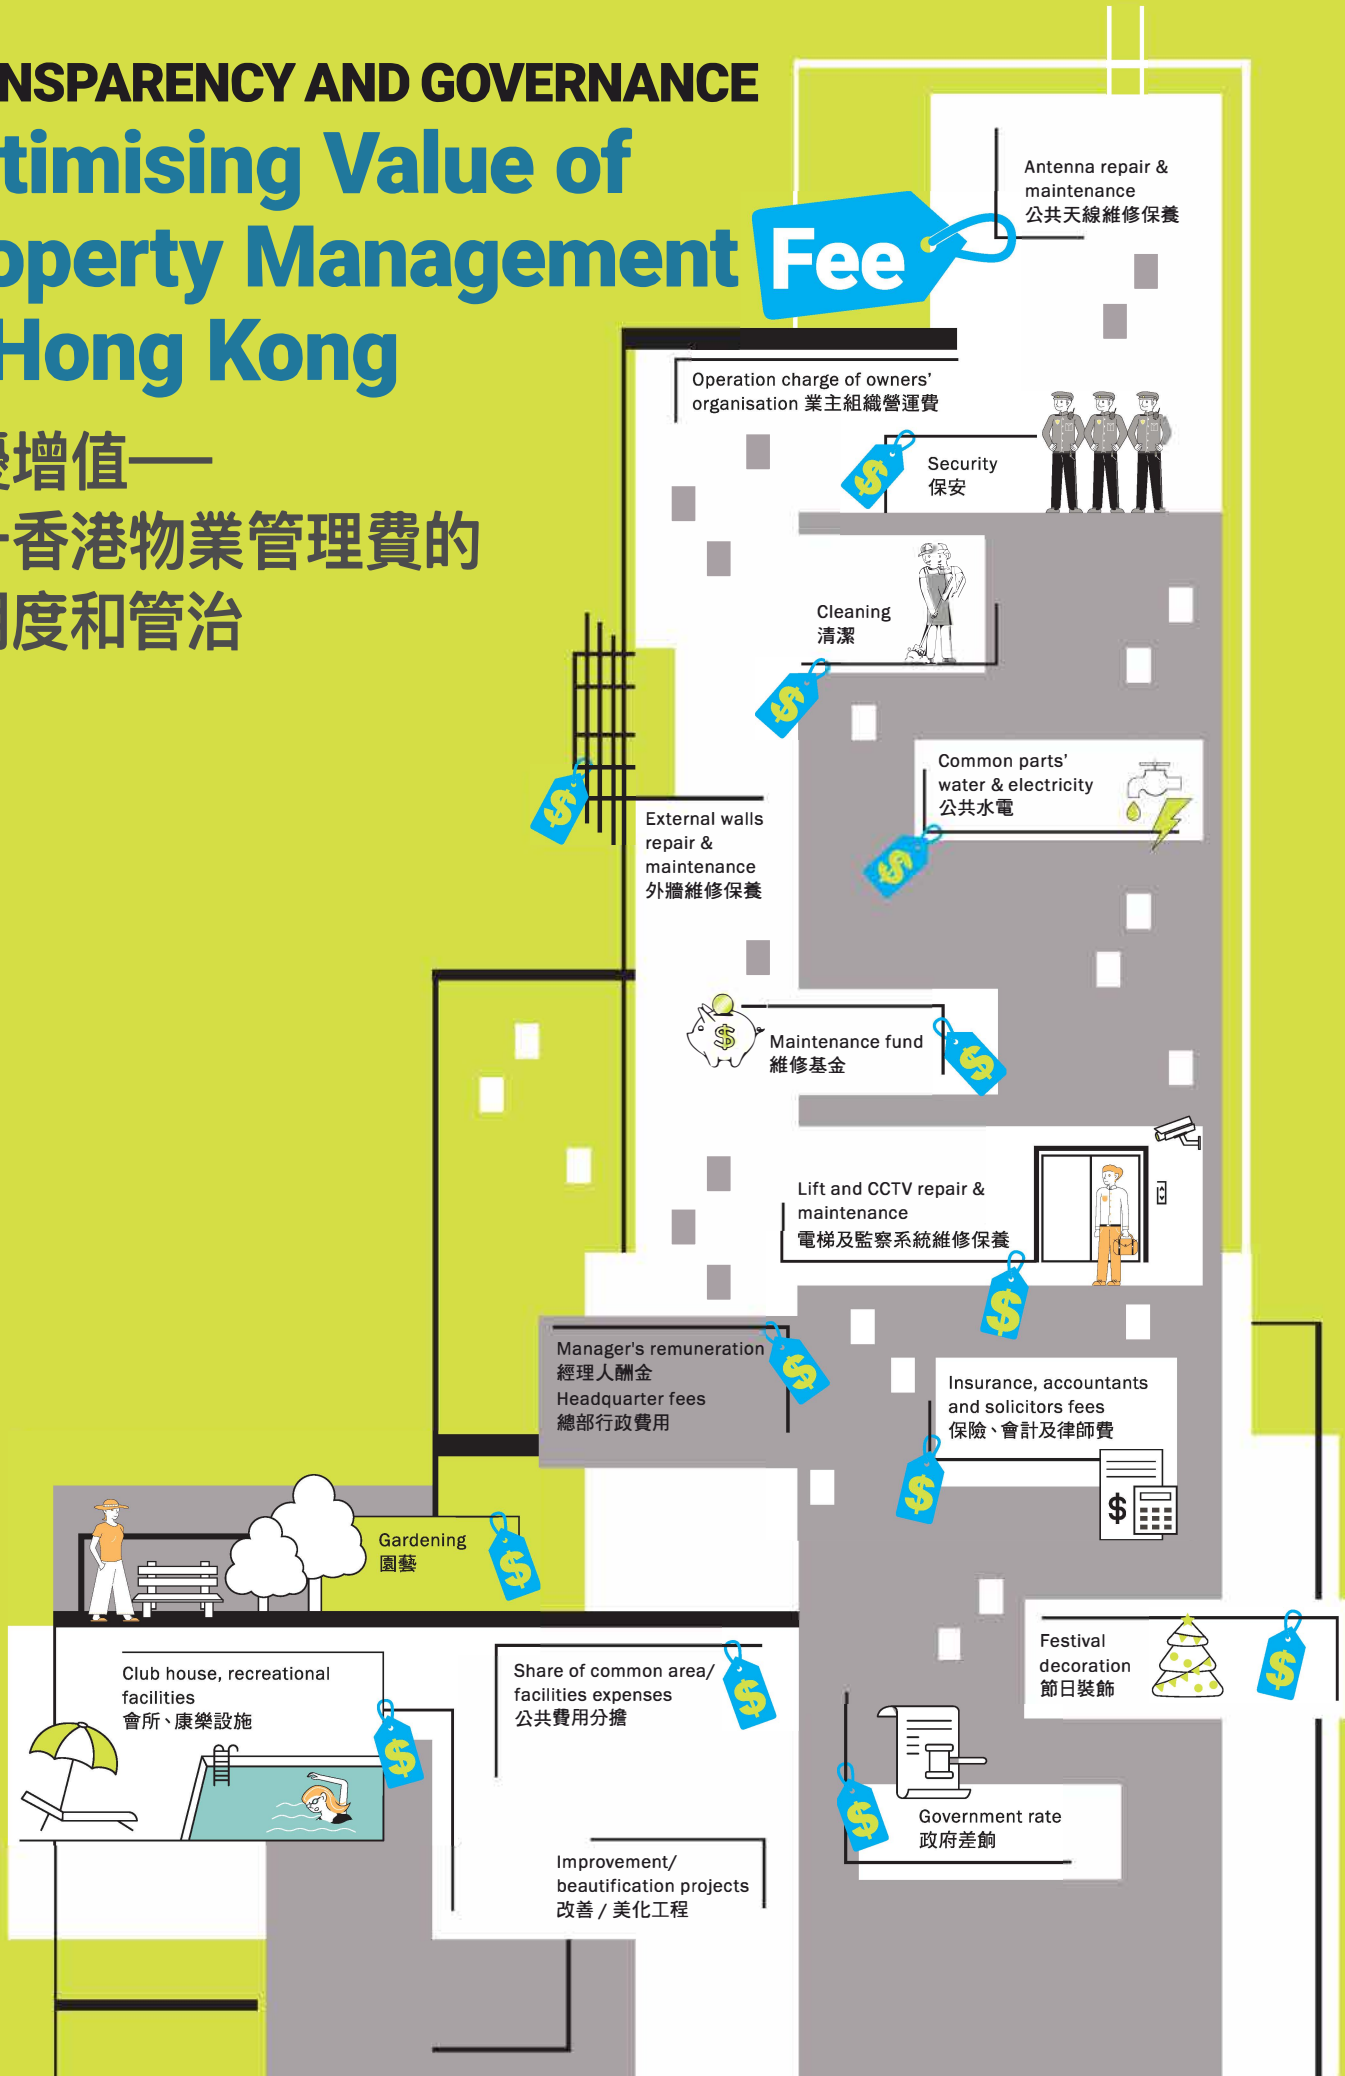 NSPARENCY AND GOVERNANCE
timising Value of
operty Management Fee
Hong Kong
增值——
香港物業管理費的
度和管治
Antenna repair &
maintenance
公共天線維修保養
Operation charge of owners’
organisation 業主組織營運費
Security
保安
Cleaning
清潔
Common parts’
water & electricity
公共水電
External walls
repair &
maintenance
外牆維修保養
Maintenance fund
維修基金
Lift and CCTV repair &
maintenance
電梯及監察系統維修保養
Manager's remuneration
經理人酬金
Headquarter fees
總部行政費用
Insurance, accountants
and solicitors fees
保險、會計及律師費
Gardening
園藝
Festival
decoration
節日裝飾
Club house, recreational
facilities
會所、康樂設施
Share of common area/
facilities expenses
公共費用分擔
Government rate
政府差餉
Improvement/
beautification projects
改善 / 美化工程